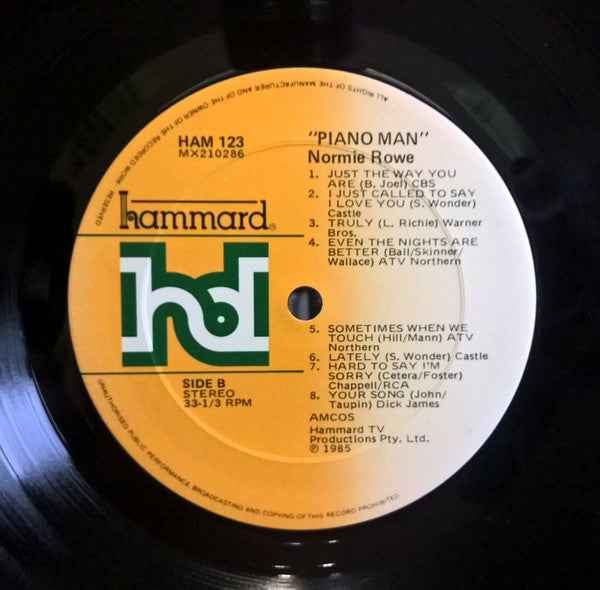 ALL RIGHTS OF THE MANUFACTURER AND OF THE OWNER OF THE RECORDED WORK RESERVED
HAM 123
MX210286
"PIANO MAN"
Normie Rowe
1. JUST THE WAY YOU
ARE (B. Joel) CBS
2. I JUST CALLED TO SAY
I LOVE YOU (S. Wonder)
Castle
3. TRULY (L. Richie) Warner
Bros.
4. EVEN THE NIGHTS ARE
BETTER (Ball/Skinner/
Wallace) ATV Northern
hammard®
hd
5. SOMETIMES WHEN WE
TOUCH (Hill/Mann) ATV
Northern
6. LATELY (S. Wonder) Castle
7. HARD TO SAY I'M
SORRY (Cetera/Foster)
Chappell/RCA
8. YOUR SONG (John/
Taupin) Dick James
SIDE B
STEREO
33-1/3 RPM
AMCOS
Hammard TV
Productions Pty. Ltd.
℗ 1985
UNAUTHORISED PUBLIC PERFORMANCE BROADCASTING AND COPYING OF THIS RECORD PROHIBITED